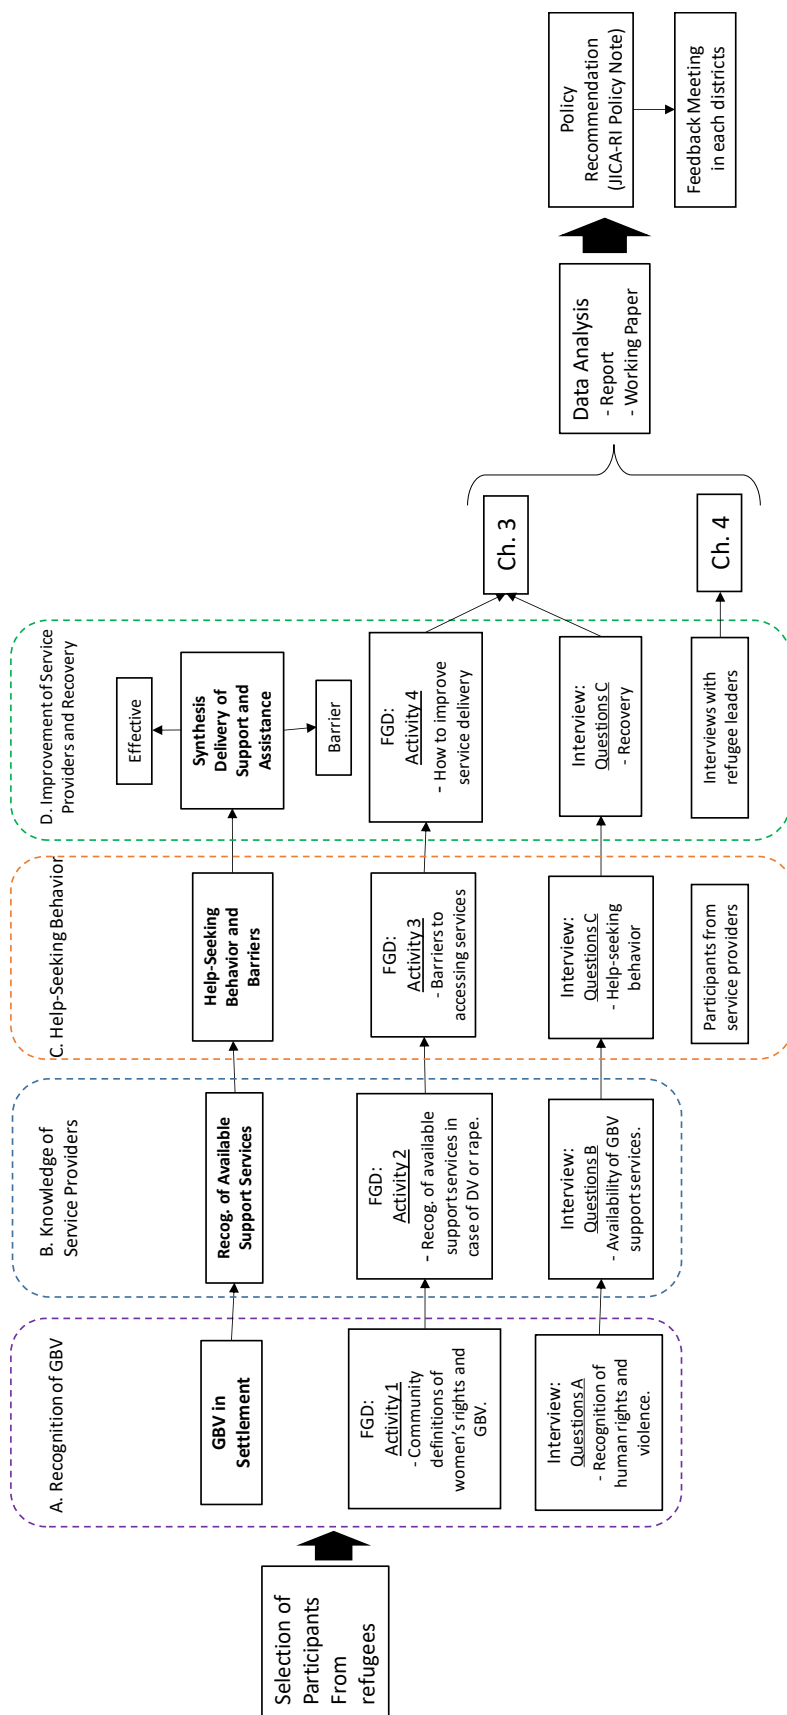 Selection of
Participants
From
refugees
A. Recognition of GBV
GBV in
Settlement
FGD:
Activity 1
- Community
definitions of
women's rights and
GBV.
Interview:
Questions A
- Recognition of
human rights and
violence.
B. Knowledge of
Service Providers
Recog. of Available
Support Services
FGD:
Activity 2
- Recog. of available
support services in
case of DV or rape.
Interview:
Questions B
- Availability of GBV
support services.
C. Help-Seeking Behavior
Help-Seeking
Behavior and
Barriers
FGD:
Activity 3
- Barriers to
accessing services
Interview:
Questions C
- Help-seeking
behavior
Participants from
service providers
D. Improvement of Service
Providers and Recovery
Effective
Synthesis
Delivery of
Support and
Assistance
Barrier
FGD:
Activity 4
- How to improve
service delivery
Interview:
Questions C
- Recovery
Interviews with
refugee leaders
Ch. 3
Ch. 4
Data Analysis
- Report
- Working Paper
Policy
Recommendation
(JICA-RI Policy Note)
Feedback Meeting
in each districts